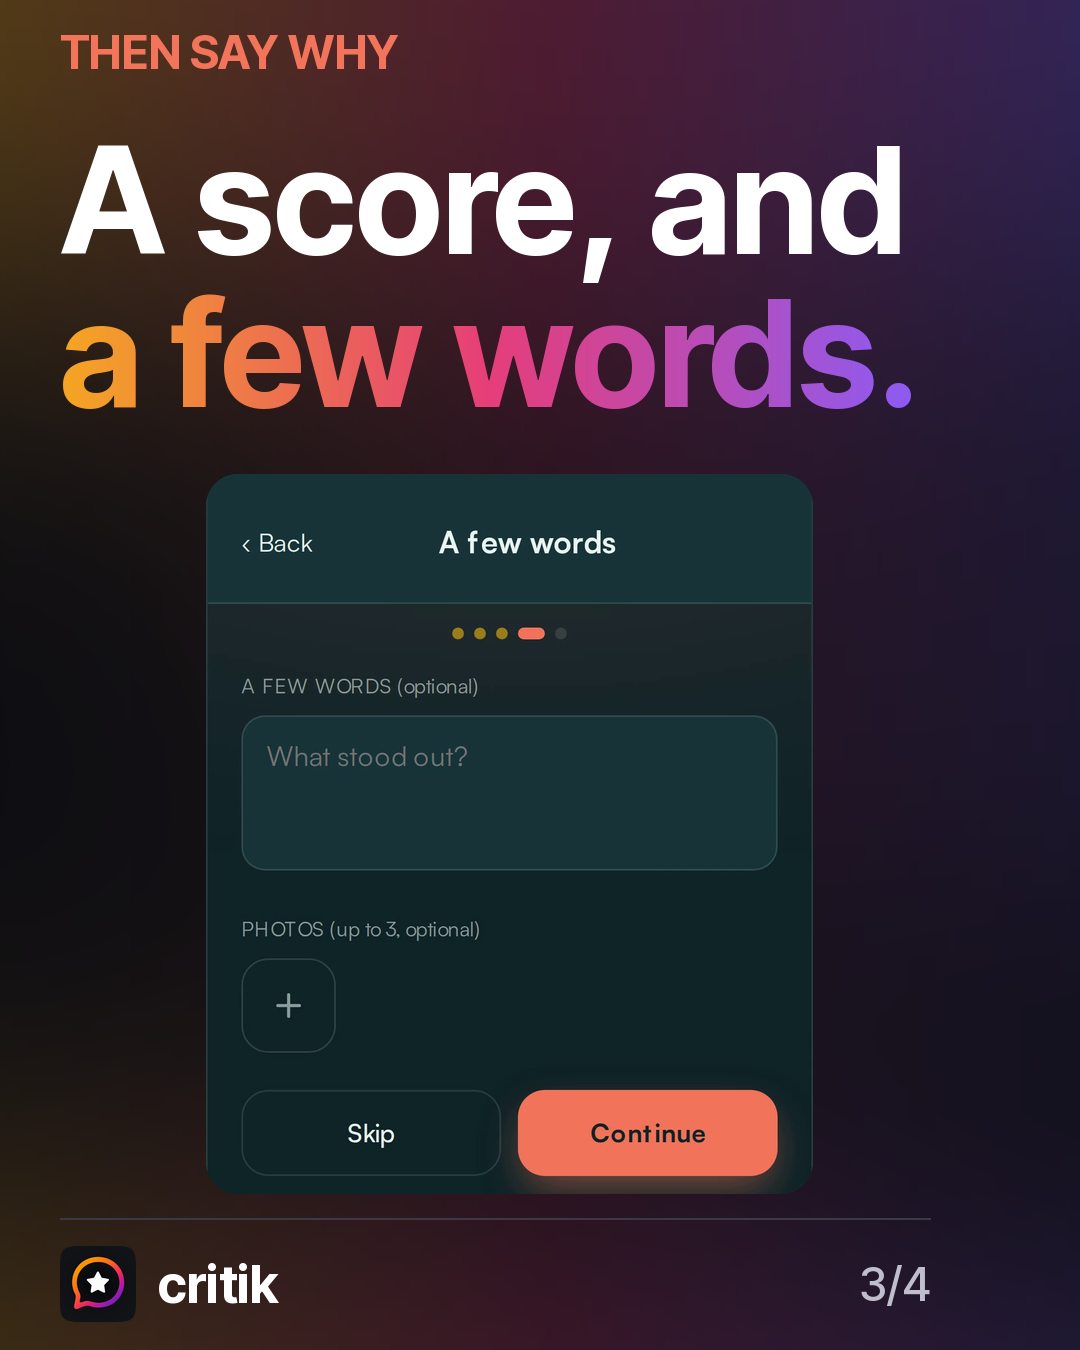 THEN SAY WHY
A score, and
a few words.
‹ Back
A few words
A FEW WORDS (optional)
What stood out?
PHOTOS (up to 3, optional)
Skip
Continue
critik
3/4